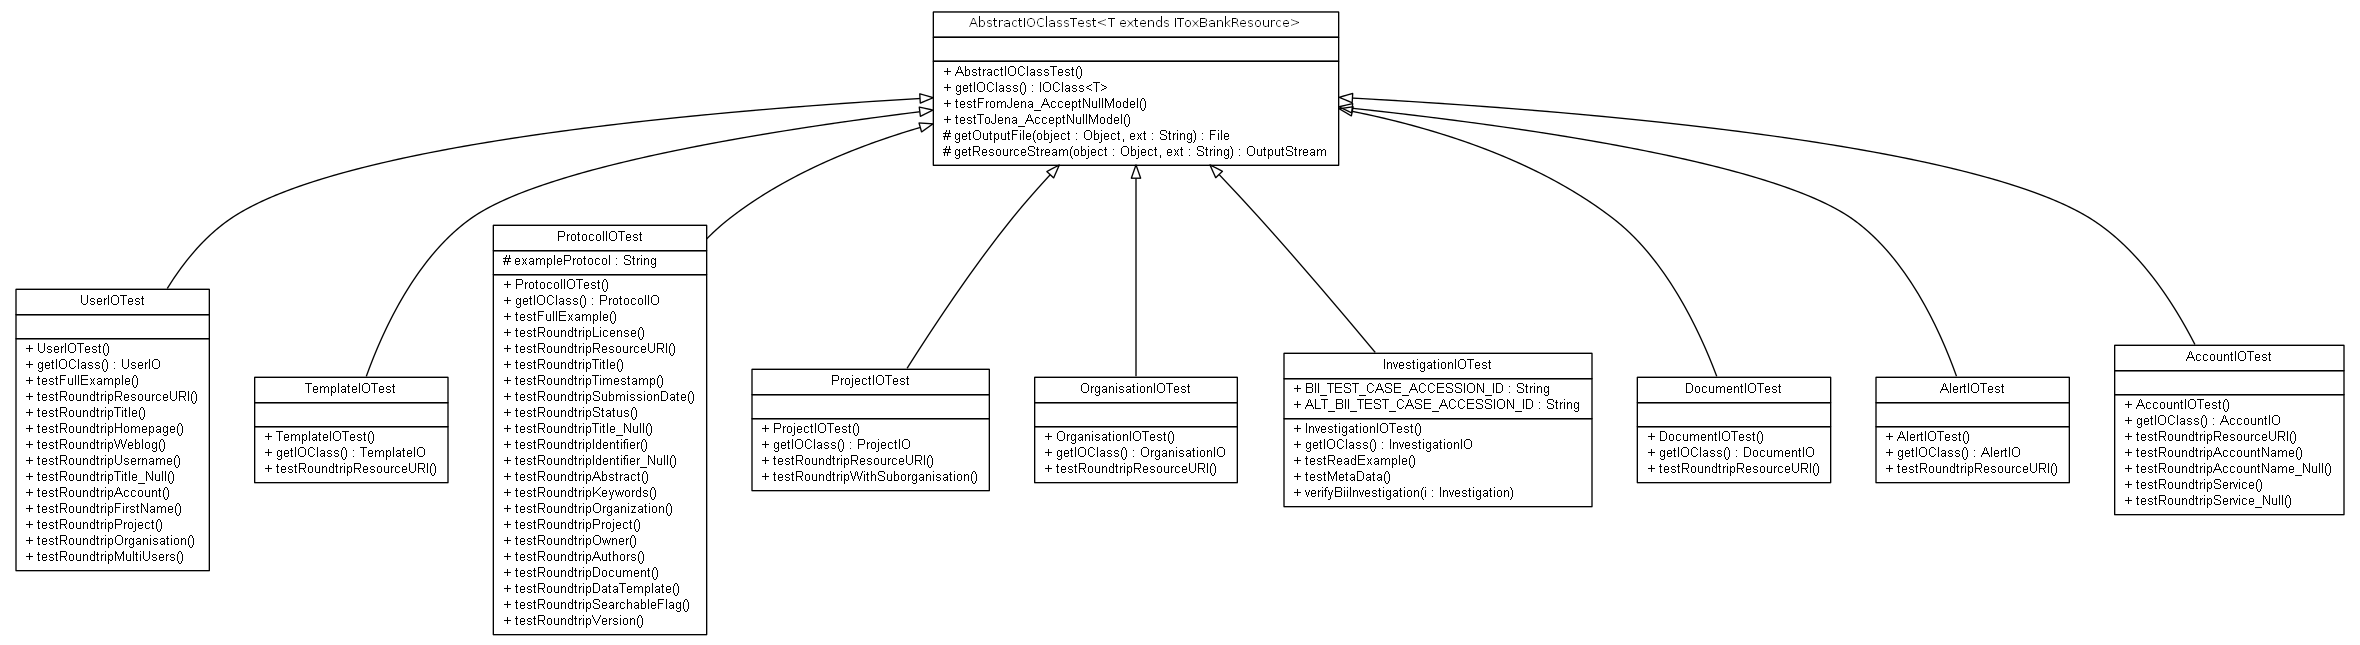 AbstractIOClassTest<T extends IToxBankResource>
+ AbstractIOClassTest()
+ getIOClass() : IOClass<T>
+ testFromJena_AcceptNullModel()
+ testToJena_AcceptNullModel()
# getOutputFile(object : Object, ext : String) : File
# getResourceStream(object : Object, ext : String) : OutputStream
UserIOTest
+ UserIOTest()
+ getIOClass() : UserIO
+ testFullExample()
+ testRoundtripResourceURI()
+ testRoundtripTitle()
+ testRoundtripHomepage()
+ testRoundtripWeblog()
+ testRoundtripUsername()
+ testRoundtripTitle_Null()
+ testRoundtripAccount()
+ testRoundtripFirstName()
+ testRoundtripProject()
+ testRoundtripOrganisation()
+ testRoundtripMultiUsers()
TemplateIOTest
+ TemplateIOTest()
+ getIOClass() : TemplateIO
+ testRoundtripResourceURI()
ProtocolIOTest
# exampleProtocol : String
+ ProtocolIOTest()
+ getIOClass() : ProtocolIO
+ testFullExample()
+ testRoundtripLicense()
+ testRoundtripResourceURI()
+ testRoundtripTitle()
+ testRoundtripTimestamp()
+ testRoundtripSubmissionDate()
+ testRoundtripStatus()
+ testRoundtripTitle_Null()
+ testRoundtripIdentifier()
+ testRoundtripIdentifier_Null()
+ testRoundtripAbstract()
+ testRoundtripKeywords()
+ testRoundtripOrganization()
+ testRoundtripProject()
+ testRoundtripOwner()
+ testRoundtripAuthors()
+ testRoundtripDocument()
+ testRoundtripDataTemplate()
+ testRoundtripSearchableFlag()
+ testRoundtripVersion()
ProjectIOTest
+ ProjectIOTest()
+ getIOClass() : ProjectIO
+ testRoundtripResourceURI()
+ testRoundtripWithSuborganisation()
OrganisationIOTest
+ OrganisationIOTest()
+ getIOClass() : OrganisationIO
+ testRoundtripResourceURI()
InvestigationIOTest
+ BII_TEST_CASE_ACCESSION_ID : String
+ ALT_BII_TEST_CASE_ACCESSION_ID : String
+ InvestigationIOTest()
+ getIOClass() : InvestigationIO
+ testReadExample()
+ testMetaData()
+ verifyBiiInvestigation(i : Investigation)
DocumentIOTest
+ DocumentIOTest()
+ getIOClass() : DocumentIO
+ testRoundtripResourceURI()
AlertIOTest
+ AlertIOTest()
+ getIOClass() : AlertIO
+ testRoundtripResourceURI()
AccountIOTest
+ AccountIOTest()
+ getIOClass() : AccountIO
+ testRoundtripResourceURI()
+ testRoundtripAccountName()
+ testRoundtripAccountName_Null()
+ testRoundtripService()
+ testRoundtripService_Null()